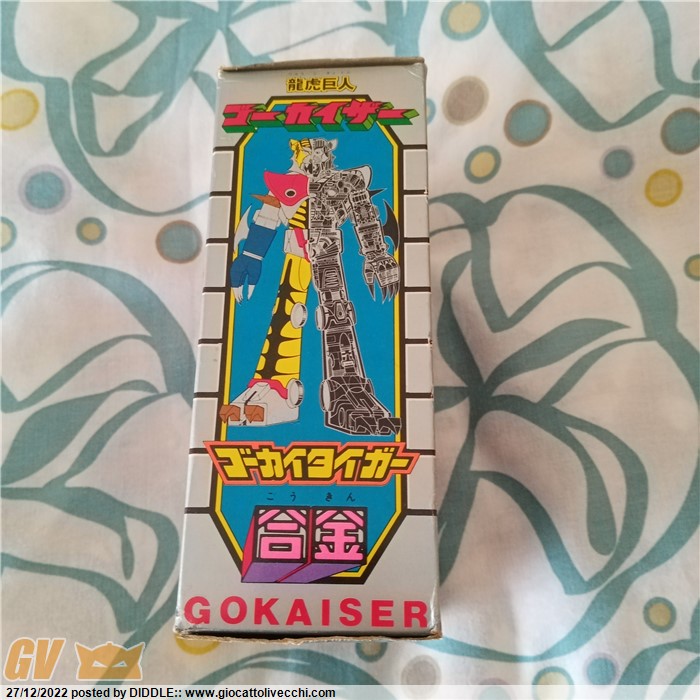 龍虎巨人
ゴーカイザー
ゴーカイタイガー
こうきん
合金
GOKAISER
GV
27/12/2022 posted by DIDDLE:: www.giocattolivecchi.com